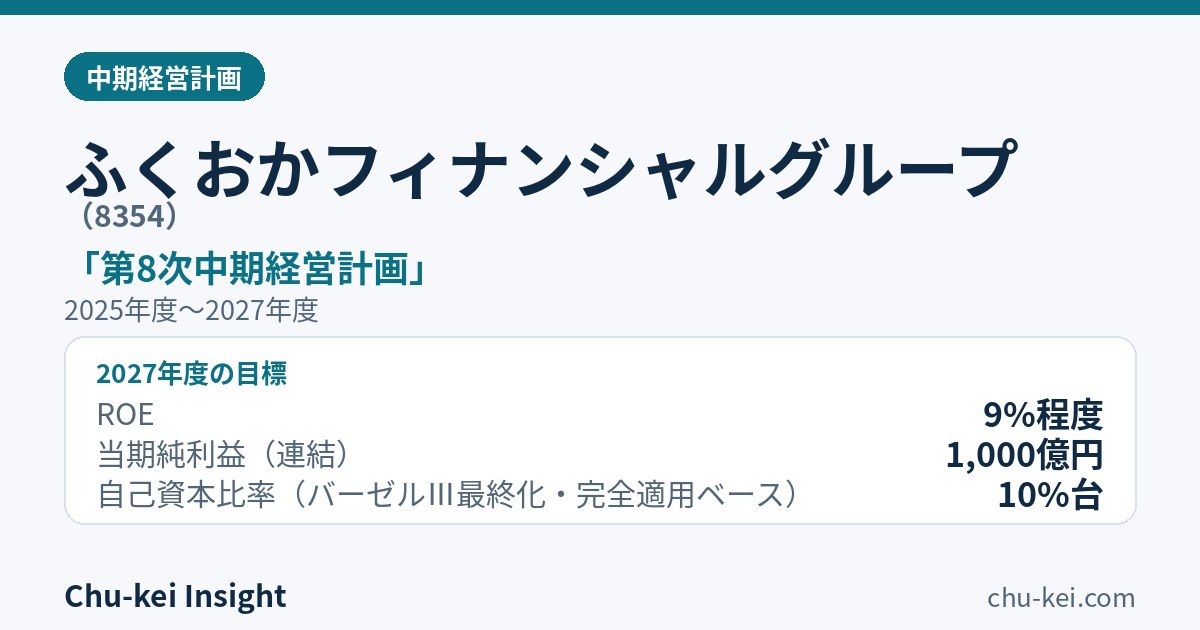 中期経営計画
ふくおかフィナンシャルグループ
（8354）
「第8次中期経営計画」
2025年度〜2027年度
2027年度の目標
ROE 9%程度
当期純利益（連結） 1,000億円
自己資本比率（バーゼルIII最終化・完全適用ベース） 10%台
Chu-kei Insight chu-kei.com